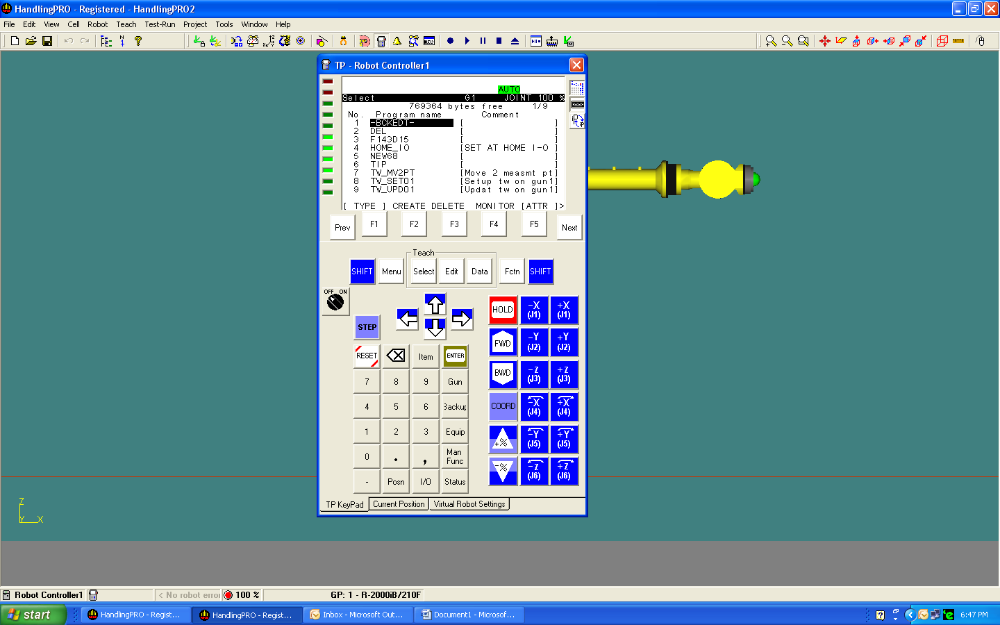 HandlingPRO - Registered - HandlingPRO2
File Edit View Cell Robot Teach Test-Run Project Tools Window Help
TP - Robot Controller1
AUTO
Select G1 JOINT 100 %
769364 bytes free 1/9
No. Program name Comment
1 -BCKEDT- [ ]
2 DEL [ ]
3 F143D15 [ ]
4 HOME_IO [SET AT HOME I-O ]
5 NEW68 [ ]
6 TIP [ ]
7 TW_MV2PT [Move 2 measmt pt]
8 TW_SET01 [Setup tw on gun1]
9 TW_UPD01 [Updat tw on gun1]
[ TYPE ] CREATE DELETE MONITOR [ATTR ]>
Prev F1 F2 F3 F4 F5 Next
Teach
SHIFT Menu Select Edit Data Fctn SHIFT
OFF ON
STEP
RESET Item ENTER
7 8 9 Gun
4 5 6 Backup
1 2 3 Equip
0 . , Man Func
- Posn I/O Status
HOLD -X (J1) +X (J1)
FWD -Y (J2) +Y (J2)
BWD -Z (J3) +Z (J3)
COORD -X (J4) +X (J4)
+% -Y (J5) +Y (J5)
-% -Z (J6) +Z (J6)
TP KeyPad Current Position Virtual Robot Settings
Z
Y X
Robot Controller1 < No robot error 100 % GP: 1 - R-2000iB/210F
start HandlingPRO - Regist... HandlingPRO - Regist... Inbox - Microsoft Out... Document1 - Microsof... 6:47 PM